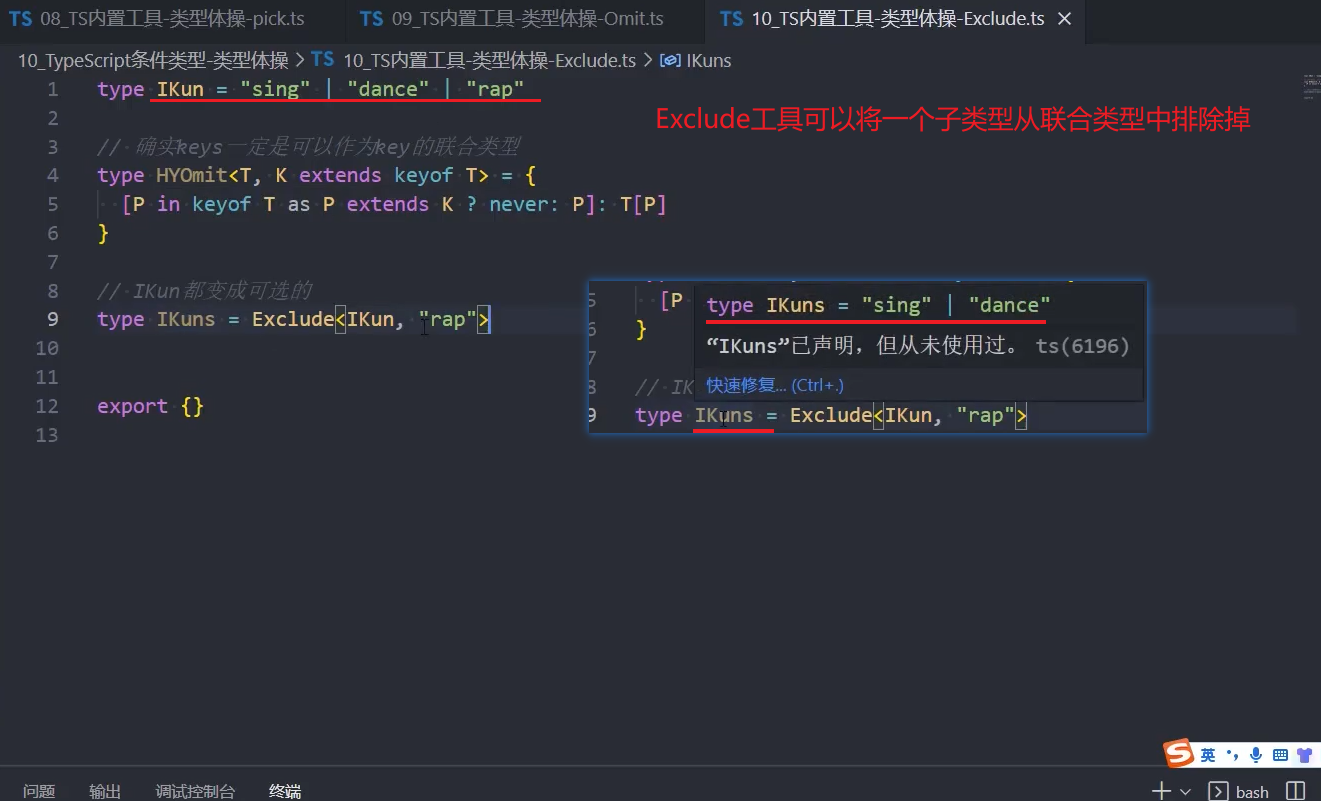 TS 08_TS内置工具-类型体操-pick.ts TS 09_TS内置工具-类型体操-Omit.ts TS 10_TS内置工具-类型体操-Exclude.ts ×
10_TypeScript条件类型-类型体操 > TS 10_TS内置工具-类型体操-Exclude.ts > IKuns
1 type IKun = "sing" | "dance" | "rap"
Exclude工具可以将一个子类型从联合类型中排除掉
2
3 // 确实keys一定是可以作为key的联合类型
4 type HYOmit<T, K extends keyof T> = {
5 [P in keyof T as P extends K ? never: P]: T[P]
6 }
7
8 // IKun都变成可选的
9 type IKuns = Exclude<IKun, "rap">
10
11
12 export {}
13
5 [P
type IKuns = "sing" | "dance"
6 }
“IKuns”已声明，但从未使用过。 ts(6196)
7
快速修复... (Ctrl+.)
8 // IK
9 type IKuns = Exclude<IKun, "rap">
S 英
问题 输出 调试控制台 终端 bash